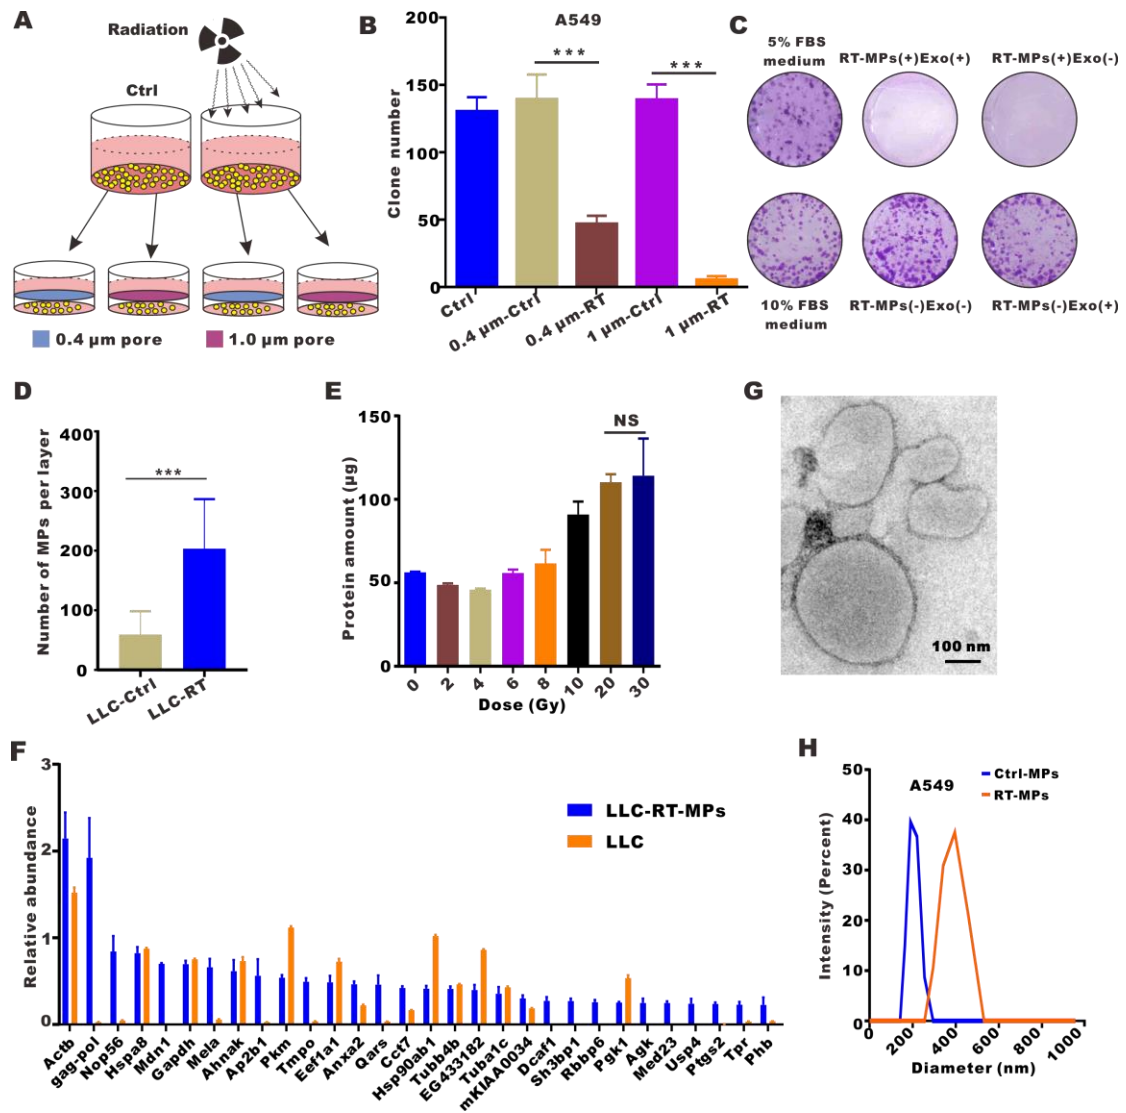 A
Radiation
Ctrl
0.4 µm pore
1.0 µm pore
B
A549
Clone number
200
150
100
50
0
***
***
Ctrl
0.4 µm-Ctrl
0.4 µm-RT
1 µm-Ctrl
1 µm-RT
C
5% FBS
medium
RT-MPs(+)Exo(+)
RT-MPs(+)Exo(-)
10% FBS
medium
RT-MPs(-)Exo(-)
RT-MPs(-)Exo(+)
D
Number of MPs per layer
400
300
200
100
0
***
LLC-Ctrl
LLC-RT
E
Protein amount (µg)
150
100
50
0
NS
0
2
4
6
8
10
20
30
Dose (Gy)
G
100 nm
F
Relative abundance
3
2
1
0
LLC-RT-MPs
LLC
Actb
gag-pol
Nop56
Hspa8
Mdn1
Gapdh
Mela
Ahnak
Ap2b1
Pkm
Tmpo
Eef1a1
Anxa2
Qars
Cct7
Hsp90ab1
Tubb4b
EG433182
Tuba1c
mKIAA0034
Dcaf1
Sh3bp1
Rbbp6
Pgk1
Agk
Med23
Usp4
Ptgs2
Tpr
Phb
H
A549
Ctrl-MPs
RT-MPs
Intensity (Percent)
50
40
30
20
10
0
0
200
400
600
800
1000
Diameter (nm)